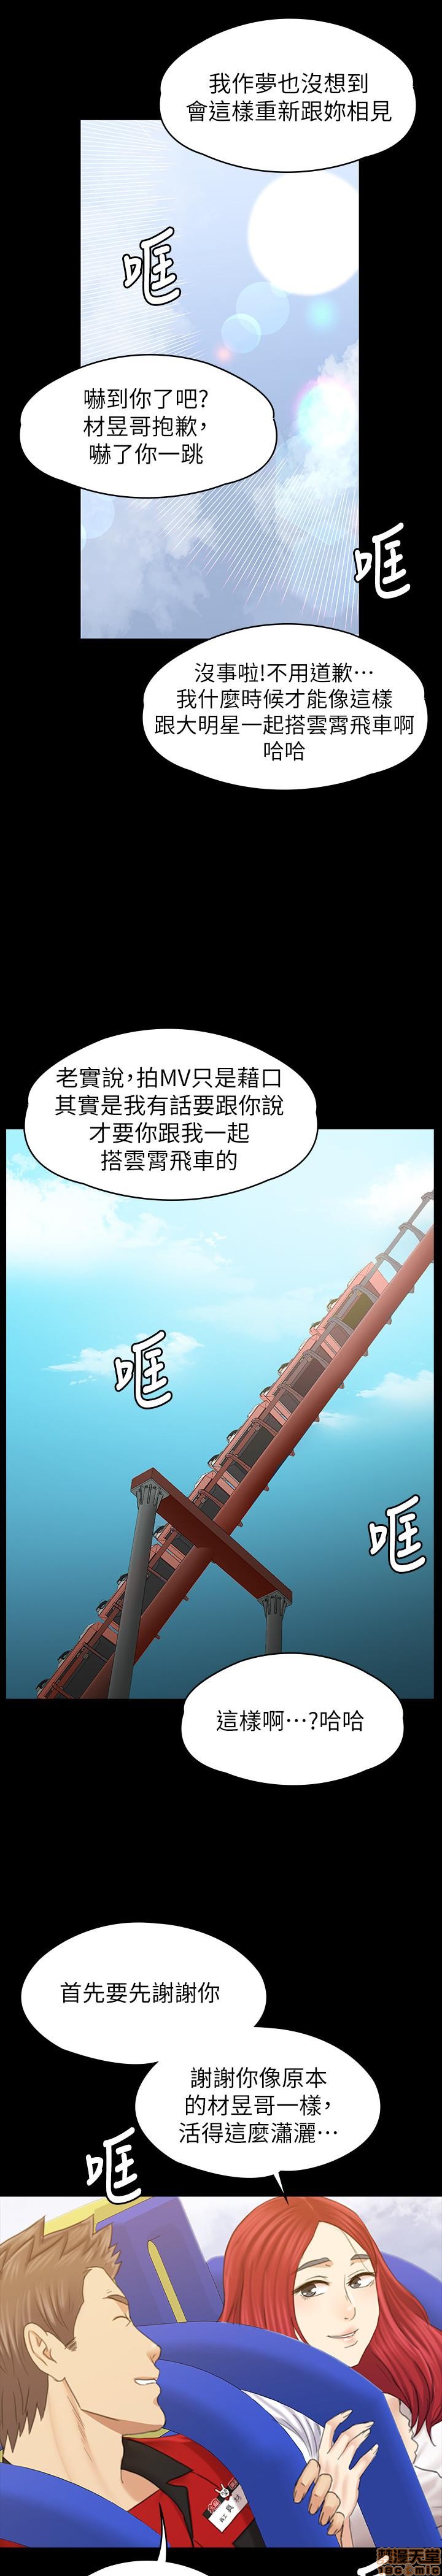 我作夢也沒想到
會這樣重新跟妳相見
哐
嚇到你了吧?
材昱哥抱歉,
嚇了你一跳
哐
沒事啦!不用道歉⋯
我什麼時候才能像這樣
跟大明星一起搭雲霄飛車啊
哈哈
老實說,拍MV只是藉口
其實是我有話要跟你說
才要你跟我一起
搭雲霄飛車的
哐
哐
這樣啊⋯?哈哈
首先要先謝謝你
謝謝你像原本
的材昱哥一樣,
活得這麼瀟灑⋯
哐
禁漫天堂
18COMIC